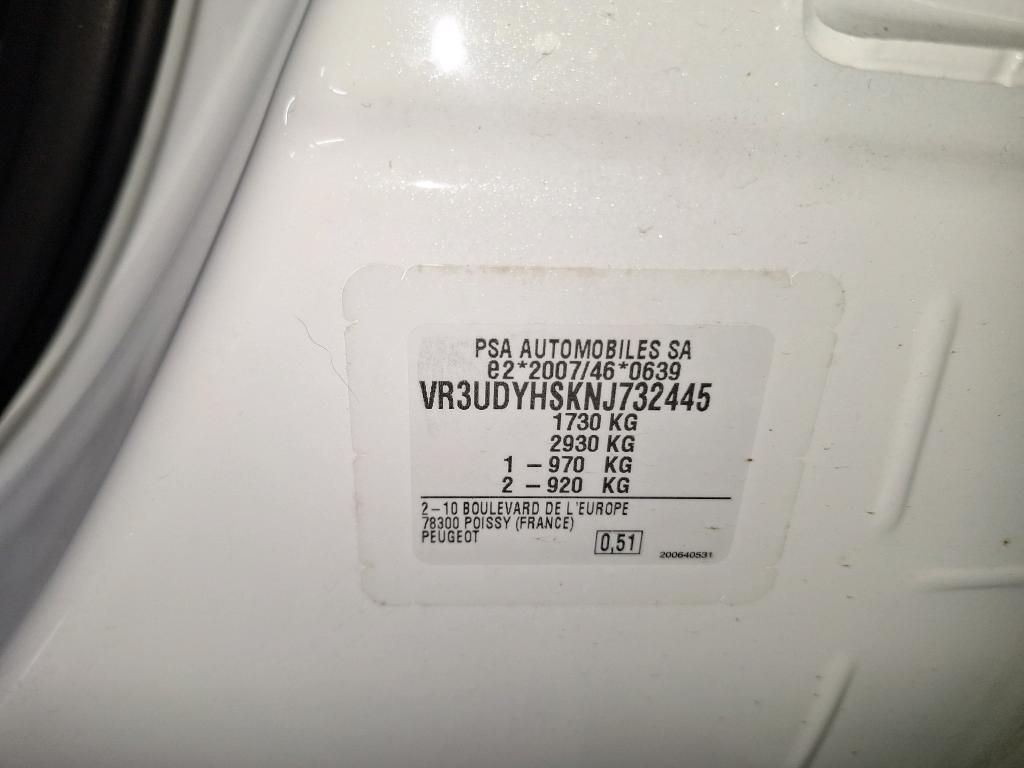 PSA AUTOMOBILES SA
e2*2007/46*0639
VR3UDYHSKNJ732445
1730 KG
2930 KG
1 – 970 KG
2 – 920 KG
2 – 10 BOULEVARD DE L'EUROPE
78300 POISSY (FRANCE)
PEUGEOT
0,51
200640531